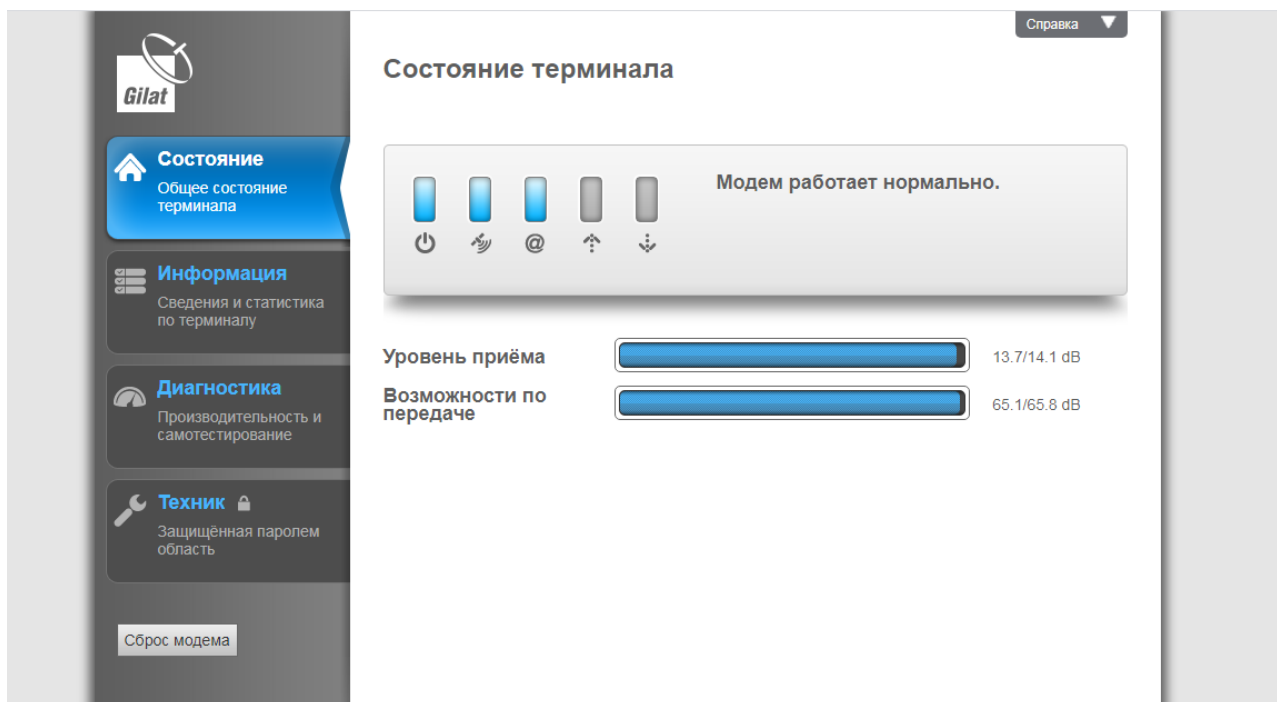 Справка
Gilat
Состояние терминала
Состояние
Общее состояние
терминала
Модем работает нормально.
@
Информация
Сведения и статистика
по терминалу
Уровень приёма
13.7/14.1 dB
Возможности по
передаче
65.1/65.8 dB
Диагностика
Производительность и
самотестирование
Техник
Защищённая паролем
область
Сброс модема